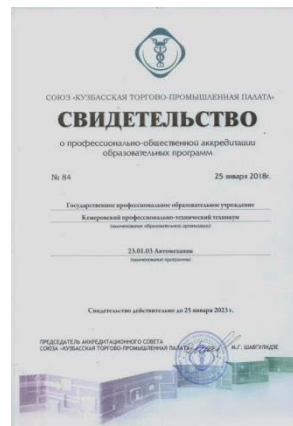 СОЮЗ «КУЗБАССКАЯ ТОРГОВО-ПРОМЫШЛЕННАЯ ПАЛАТА»
СВИДЕТЕЛЬСТВО
о профессионально-общественной аккредитации
образовательных программ
№ 84 25 января 2018г.
Государственное профессиональное образовательное учреждение
Кемеровский профессионально-технический техникум
(наименование образовательной организации)
23.01.03 Автомеханик
(наименование программы)
Свидетельство действительно до 25 января 2023 г.
ПРЕДСЕДАТЕЛЬ АККРЕДИТАЦИОННОГО СОВЕТА
СОЮЗА «КУЗБАССКАЯ ТОРГОВО-ПРОМЫШЛЕННАЯ ПАЛАТА» И.Г. ШАВГУЛИДЗЕ